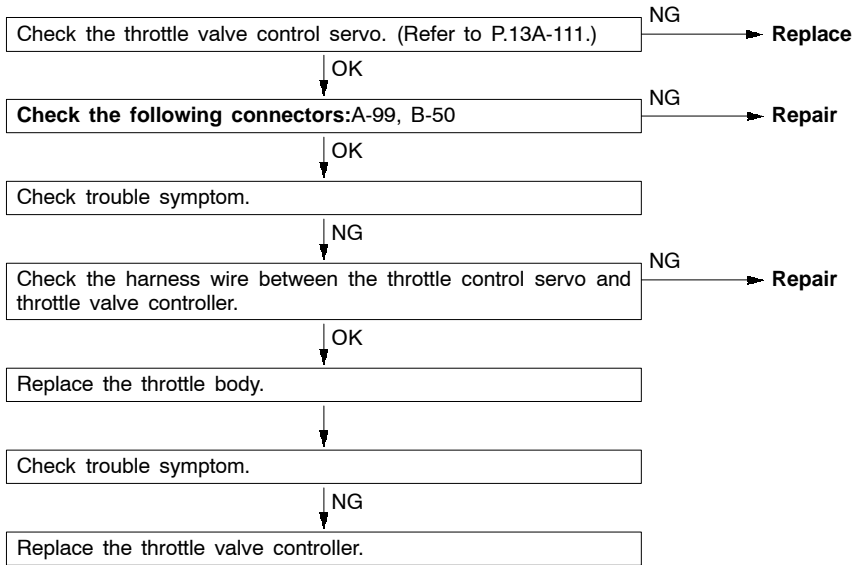 Check the throttle valve control servo. (Refer to P.13A-111.)
NG
Replace
OK
Check the following connectors:A-99, B-50
NG
Repair
OK
Check trouble symptom.
NG
Check the harness wire between the throttle control servo and
throttle valve controller.
NG
Repair
OK
Replace the throttle body.
Check trouble symptom.
NG
Replace the throttle valve controller.